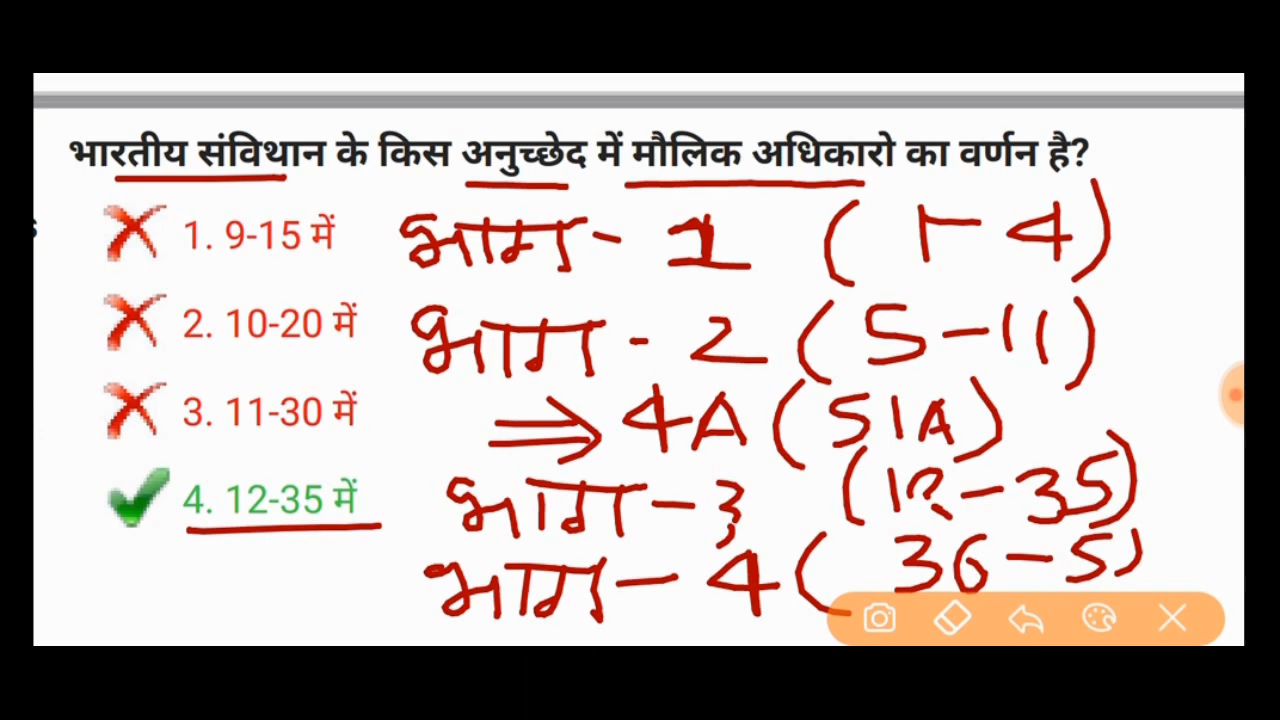 भारतीय संविथान के किस अनुच्छेद में मौलिक अधिकारो का वर्णन है?
1. 9-15 में
भाग - 1 (1-4)
2. 10-20 में
भाग - 2 (5-11)
3. 11-30 में
⇒ 4A (51A)
4. 12-35 में
भाग - 3 (12-35)
भाग - 4 (36-51